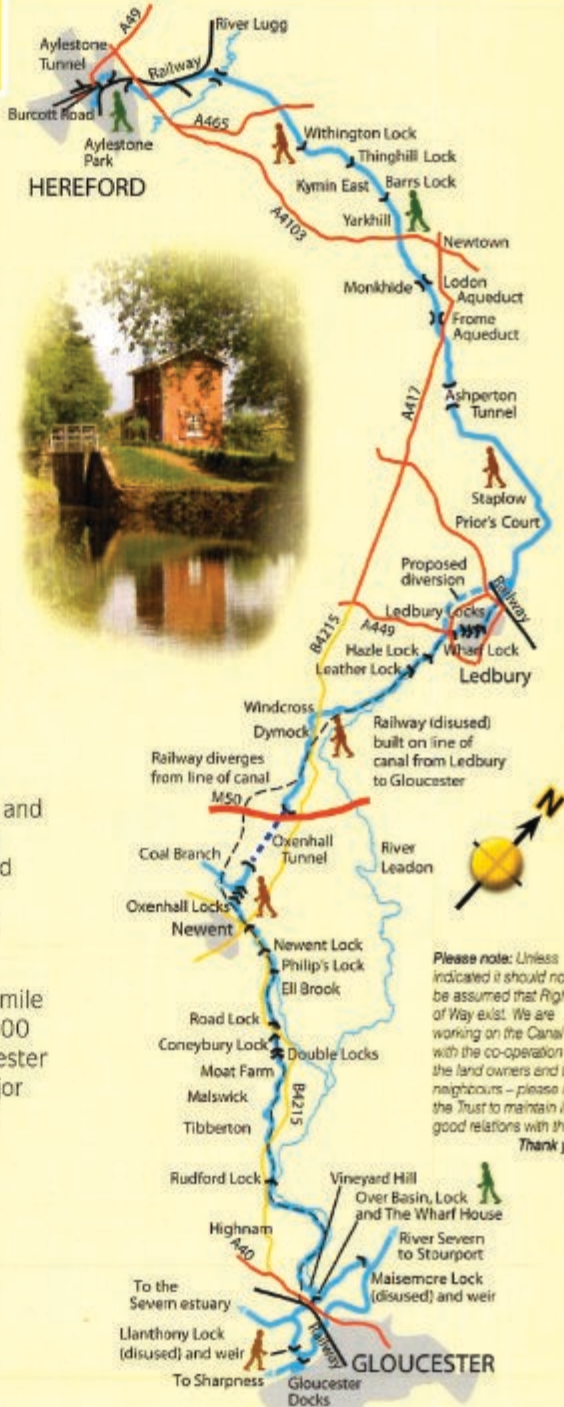 A49
River Lugg
Aylestone
Tunnel
Railway
Burcott Road
Aylestone
Park
A465
HEREFORD
Withington Lock
Thinghill Lock
Kymin East
Barrs Lock
A4103
Yarkhill
Newtown
Monkhide
Lodon
Aqueduct
Frome
Aqueduct
A417
Ashperton
Tunnel
Staplow
Prior's Court
Proposed
diversion
Railway
Ledbury Locks
B4215
A449
Hazle Lock
Wharf Lock
Leather Lock
Ledbury
Windcross
Dymock
Railway (disused)
built on line of
canal from Ledbury
to Gloucester
Railway diverges
from line of canal
M50
N
and
Oxenhall
Tunnel
River
Leadon
Coal Branch
d
Oxenhall Locks
Newent
Newent Lock
Philip's Lock
Ell Brook
Please note: Unless
indicated it should no
be assumed that Righ
of Way exist. We are
working on the Canal
with the co-operation
the land owners and
neighbours – please
the Trust to maintain
good relations with th
Thank y
mile
00
ester
jor
Road Lock
Coneybury Lock
Double Locks
Moat Farm
Malswick
B4215
Tibberton
Rudford Lock
Vineyard Hill
Over Basin, Lock
and The Wharf House
Highnam
A40
River Severn
to Stourport
Maisemore Lock
(disused) and weir
To the
Severn estuary
Llanthony Lock
(disused) and weir
Railway
GLOUCESTER
To Sharpness
Gloucester
Docks